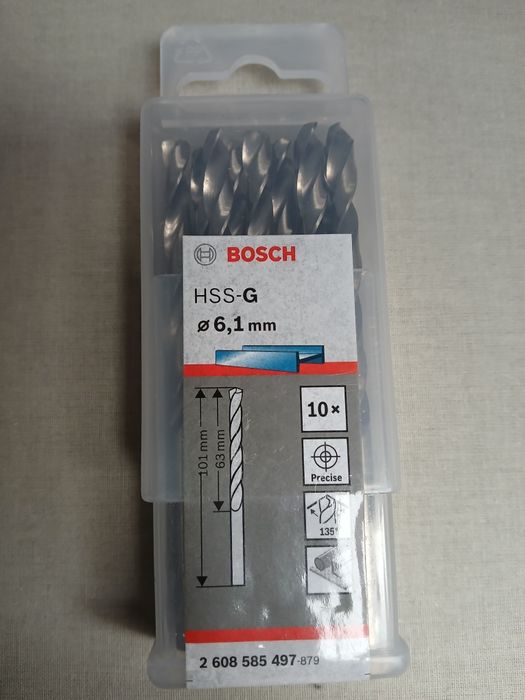 BOSCH
HSS-G
ø 6,1 mm
10×
101 mm
63 mm
Precise
135°
2 608 585 497-879